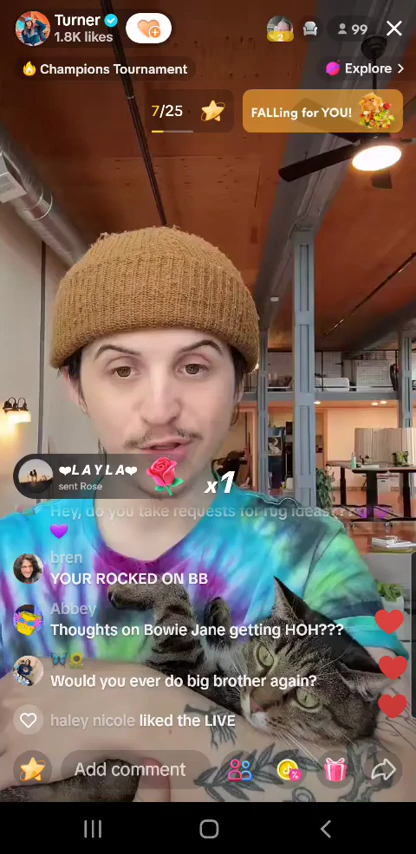 Turner
1.8K likes
99
Champions Tournament
Explore >
7/25
FALLing for YOU!
❤LAYLA❤
sent Rose
x1
Hey, do you take requests for rug ideas???
💜
bren
YOUR ROCKED ON BB
Abbey
Thoughts on Bowie Jane getting HOH???
🦋🌻
Would you ever do big brother again?
haley nicole liked the LIVE
Add comment